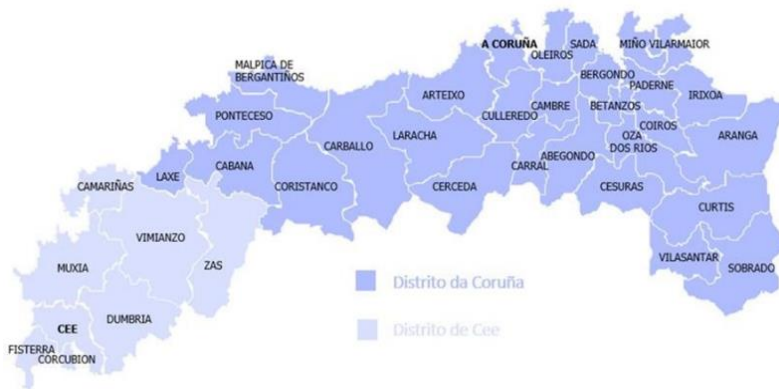 A CORUÑA
OLEIROS
SADA
MIÑO VILARMAIOR
MALPICA DE
BERGANTIÑOS
BERGONDO
PADERNE
ARTEIXO
IRIXOA
PONTECESO
CULLEREDO
CAMBRE
BETANZOS
COIROS
LARACHA
OZA
DOS RIOS
ARANGA
CARBALLO
LAXE
CABANA
CARRAL
ABEGONDO
CAMARIÑAS
CORISTANCO
CERCEDA
CESURAS
CURTIS
VIMIANZO
MUXIA
ZAS
VILASANTAR
SOBRADO
Distrito da Coruña
DUMBRIA
CEE
Distrito de Cee
FISTERRA
CORCUBION